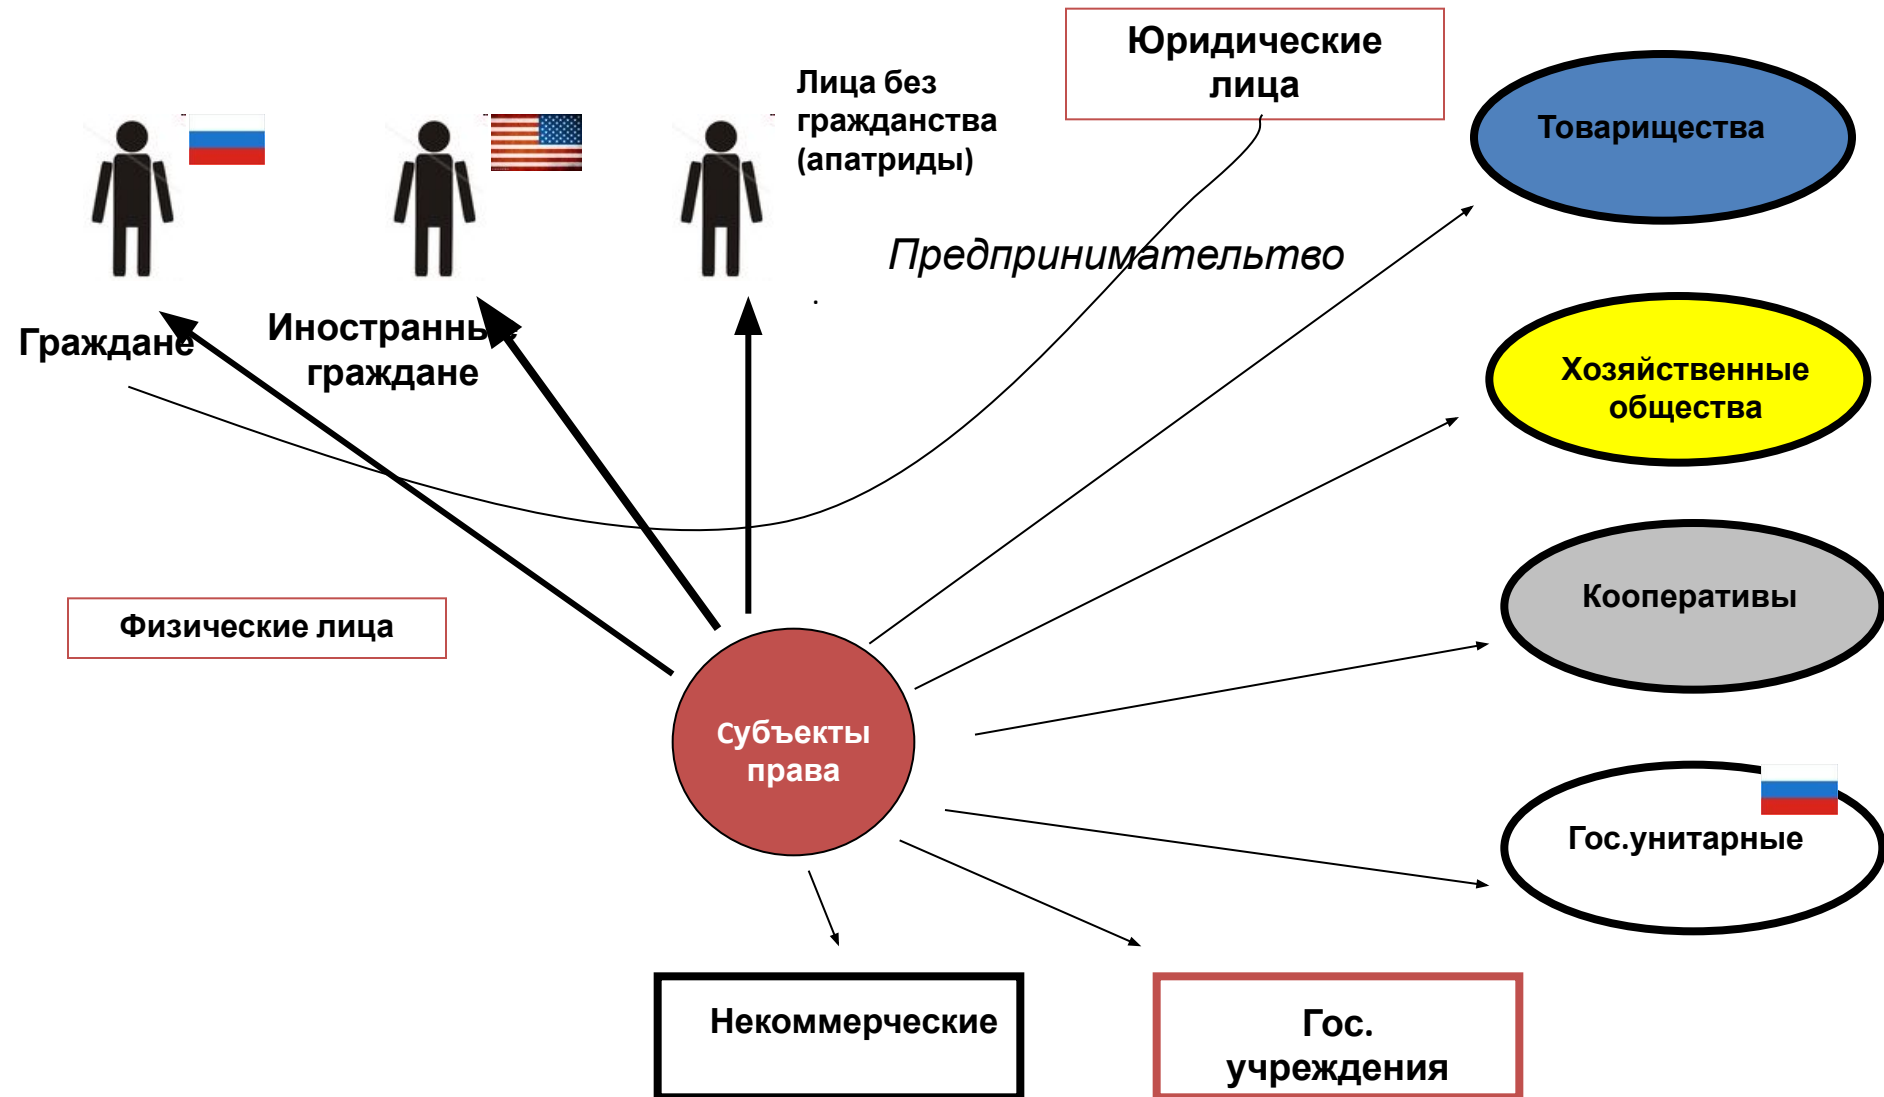 Юридические
лица
Лица без
гражданства
(апатриды)
Товарищества
Предпринимательтво
.
Граждане
Иностранные
граждане
Хозяйственные
общества
Физические лица
Кооперативы
Субъекты
права
Гос.унитарные
Некоммерческие
Гос.
учреждения